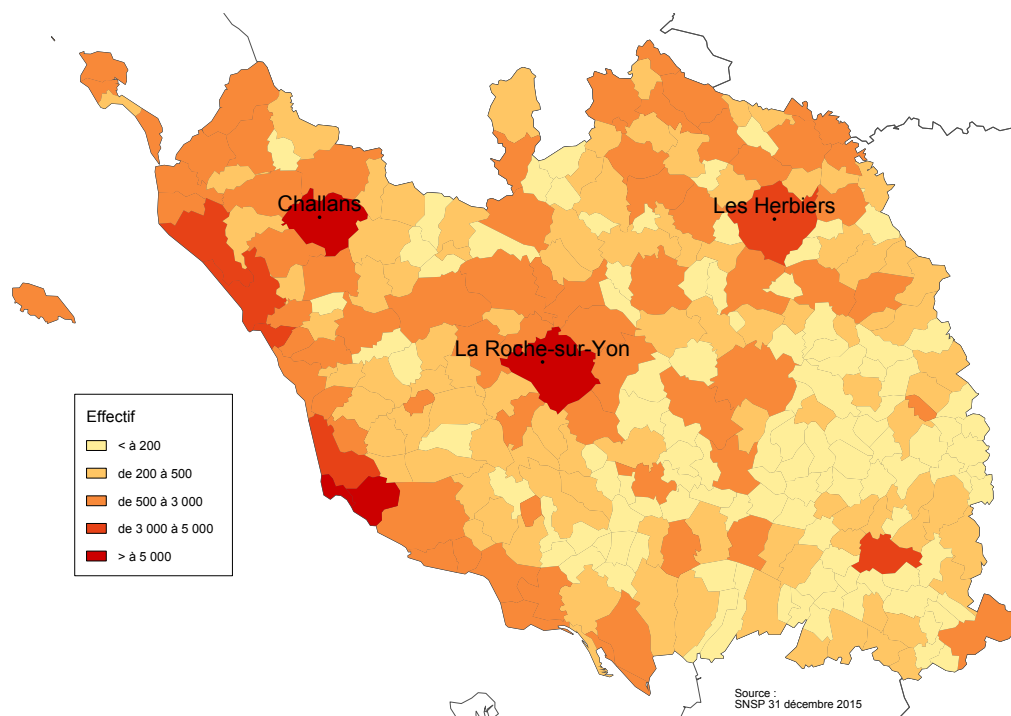 Challans
Les Herbiers
La Roche-sur-Yon
Effectif
< à 200
de 200 à 500
de 500 à 3 000
de 3 000 à 5 000
> à 5 000
Source :
SNSP 31 décembre 2015